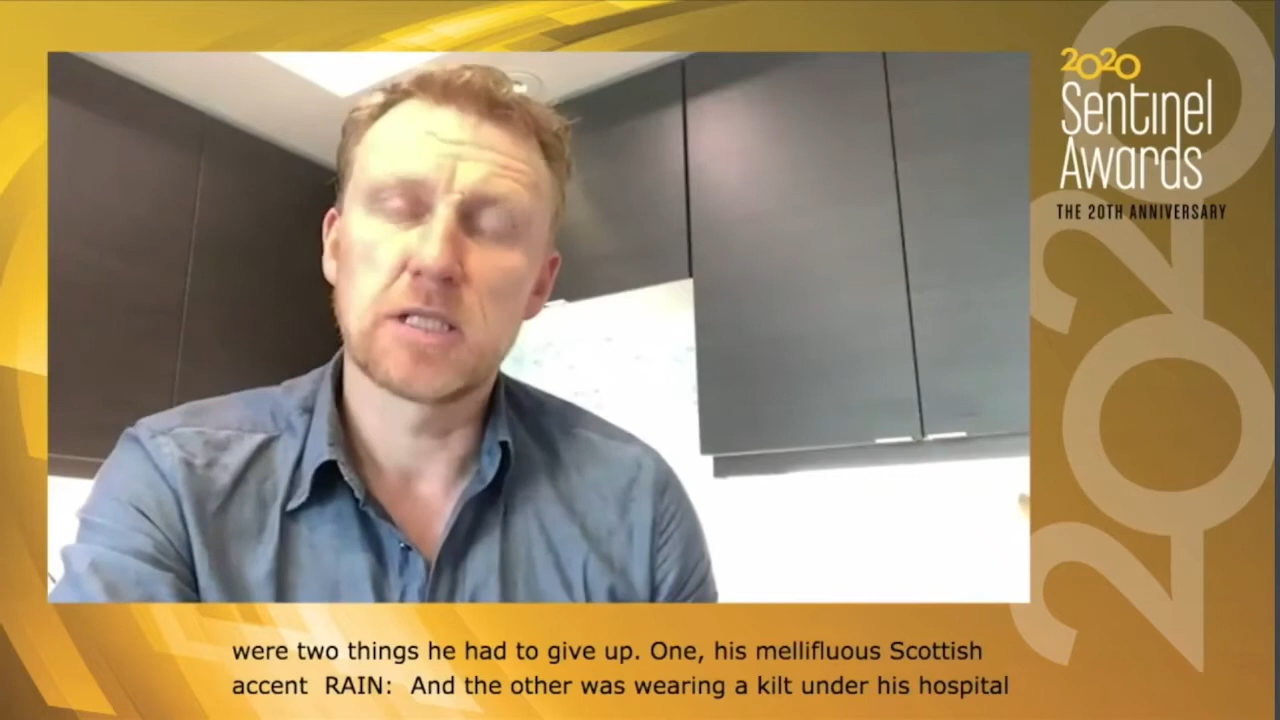 2020
Sentinel
Awards
THE 20TH ANNIVERSARY
2020
were two things he had to give up. One, his mellifluous Scottish
accent  RAIN:  And the other was wearing a kilt under his hospital